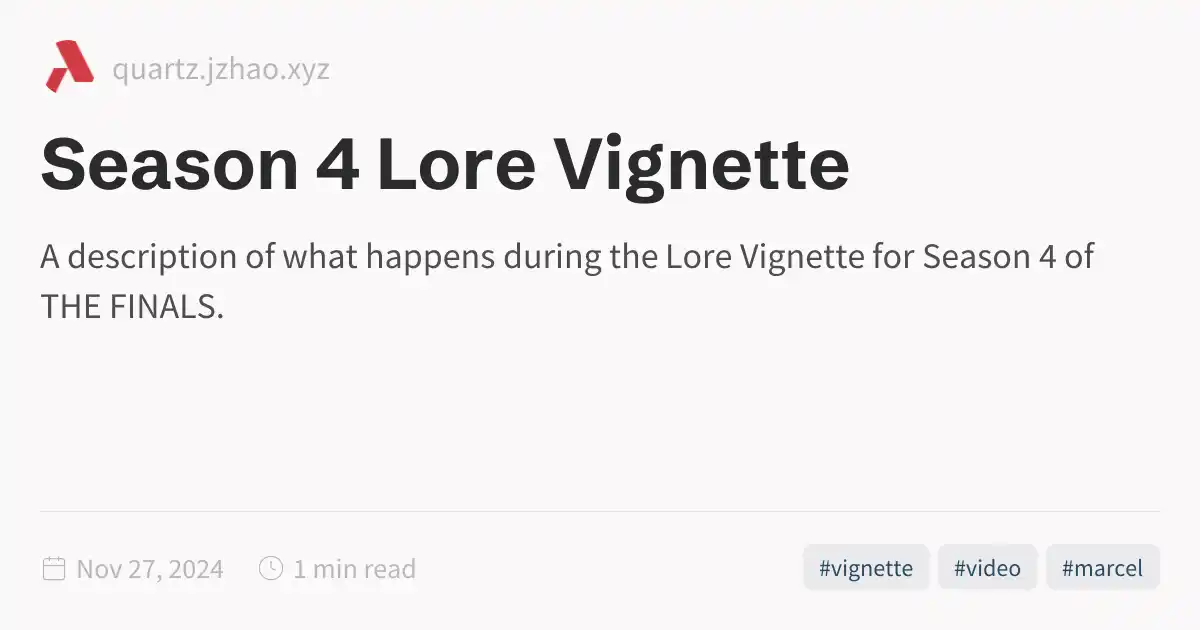 quartz.jzhao.xyz
Season 4 Lore Vignette
A description of what happens during the Lore Vignette for Season 4 of
THE FINALS.
Nov 27, 2024 1 min read #vignette #video #marcel